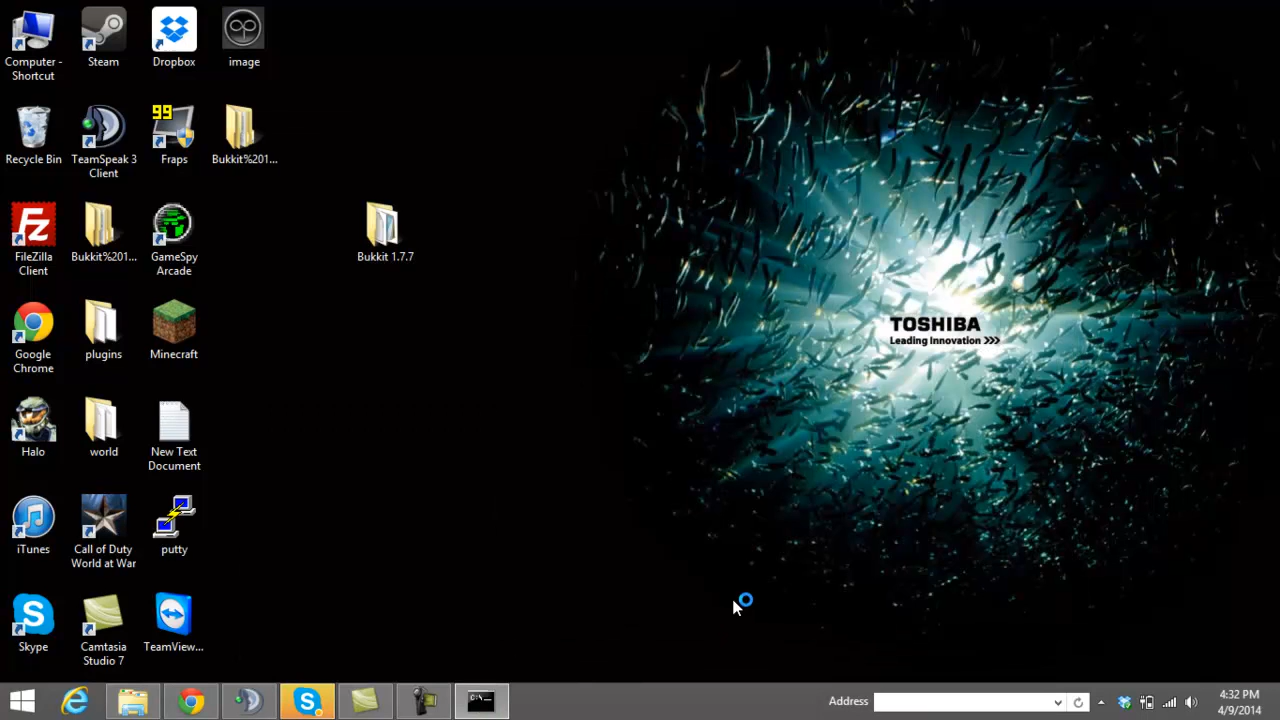 Computer -
Shortcut
Steam
Dropbox
image
Recycle Bin
TeamSpeak 3
Client
99
Fraps
Bukkit%201...
FileZilla
Client
Bukkit%201...
GameSpy
Arcade
Bukkit 1.7.7
Google
Chrome
plugins
Minecraft
TOSHIBA
Leading Innovation >>>
Halo
world
New Text
Document
iTunes
Call of Duty
World at War
putty
Skype
Camtasia
Studio 7
TeamView...
Address
4:32 PM
4/9/2014